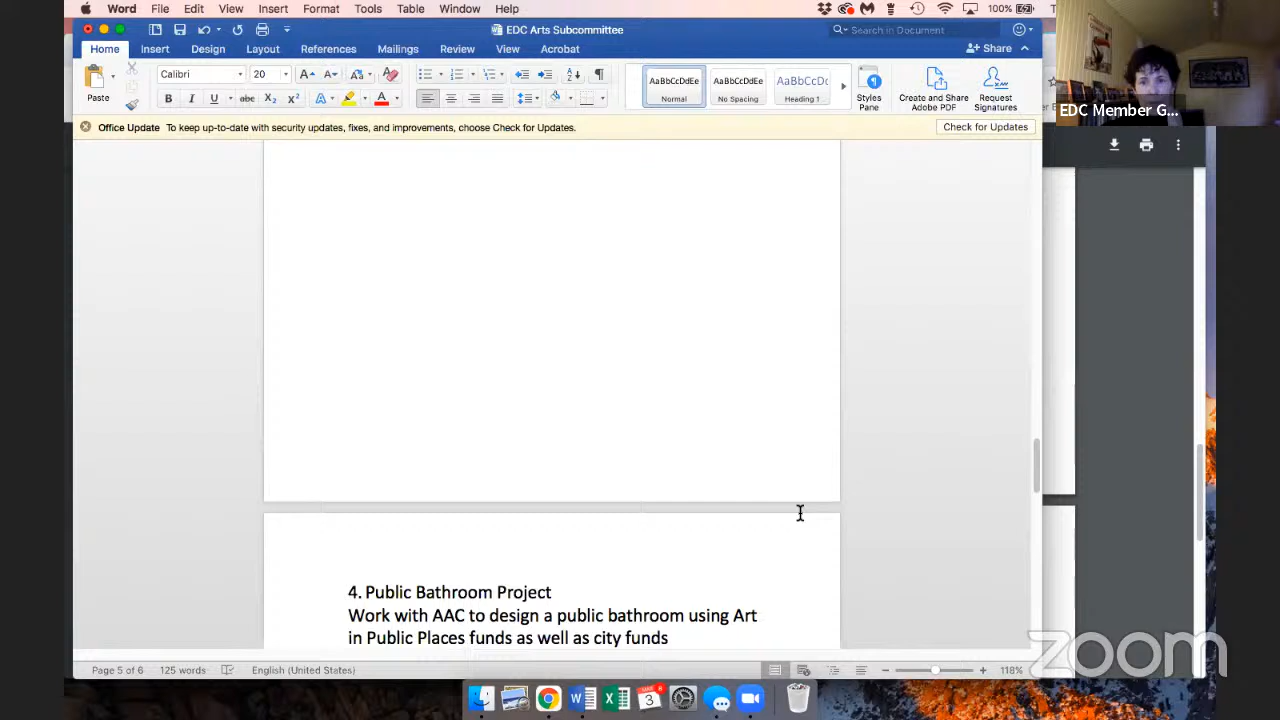 Word File Edit View Insert Format Tools Table Window Help 100%
EDC Arts Subcommittee
Search in Document
Home Insert Design Layout References Mailings Review View Acrobat
Share
Calibri 20
Paste
AaBbCcDdEe AaBbCcDdEe AaBbCcDc
Normal No Spacing Heading 1
Styles Pane
Create and Share Adobe PDF
Request Signatures
Office Update To keep up-to-date with security updates, fixes, and improvements, choose Check for Updates.
Check for Updates
EDC Member G...
4. Public Bathroom Project
Work with AAC to design a public bathroom using Art
in Public Places funds as well as city funds
Page 5 of 6 125 words English (United States) 118%
zoom